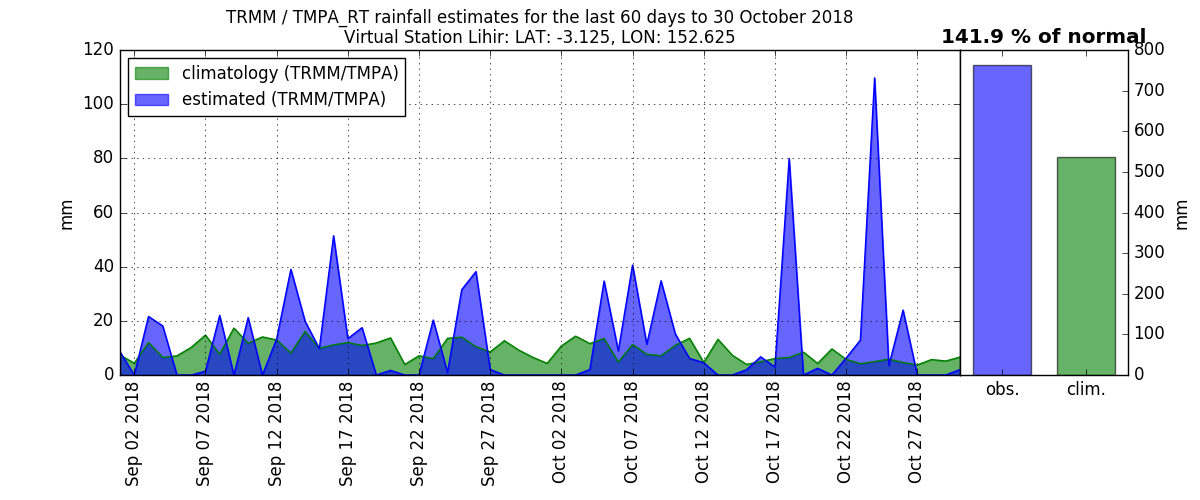 TRMM / TMPA_RT rainfall estimates for the last 60 days to 30 October 2018
Virtual Station Lihir: LAT: -3.125, LON: 152.625
141.9 % of normal
climatology (TRMM/TMPA)
estimated (TRMM/TMPA)
mm
120
100
80
60
40
20
0
Sep 02 2018
Sep 07 2018
Sep 12 2018
Sep 17 2018
Sep 22 2018
Sep 27 2018
Oct 02 2018
Oct 07 2018
Oct 12 2018
Oct 17 2018
Oct 22 2018
Oct 27 2018
obs.
clim.
800
700
600
500
400
300
200
100
0
mm